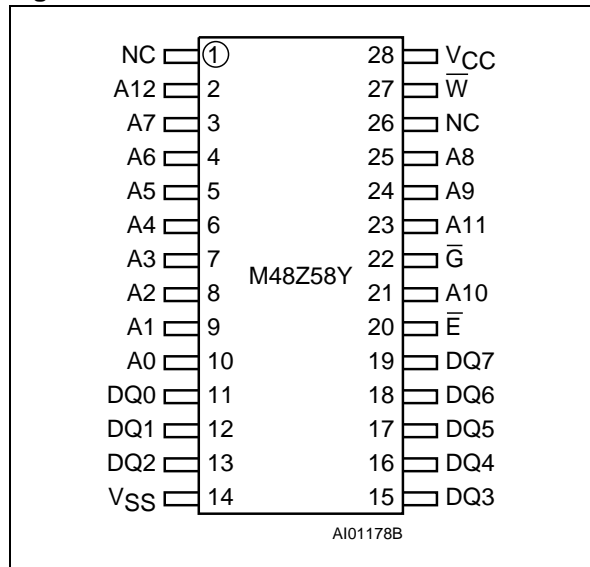 NC 1 28 VCC
A12 2 27 W̅
A7 3 26 NC
A6 4 25 A8
A5 5 24 A9
A4 6 23 A11
A3 7 22 G̅
M48Z58Y
A2 8 21 A10
A1 9 20 E̅
A0 10 19 DQ7
DQ0 11 18 DQ6
DQ1 12 17 DQ5
DQ2 13 16 DQ4
VSS 14 15 DQ3
AI01178B